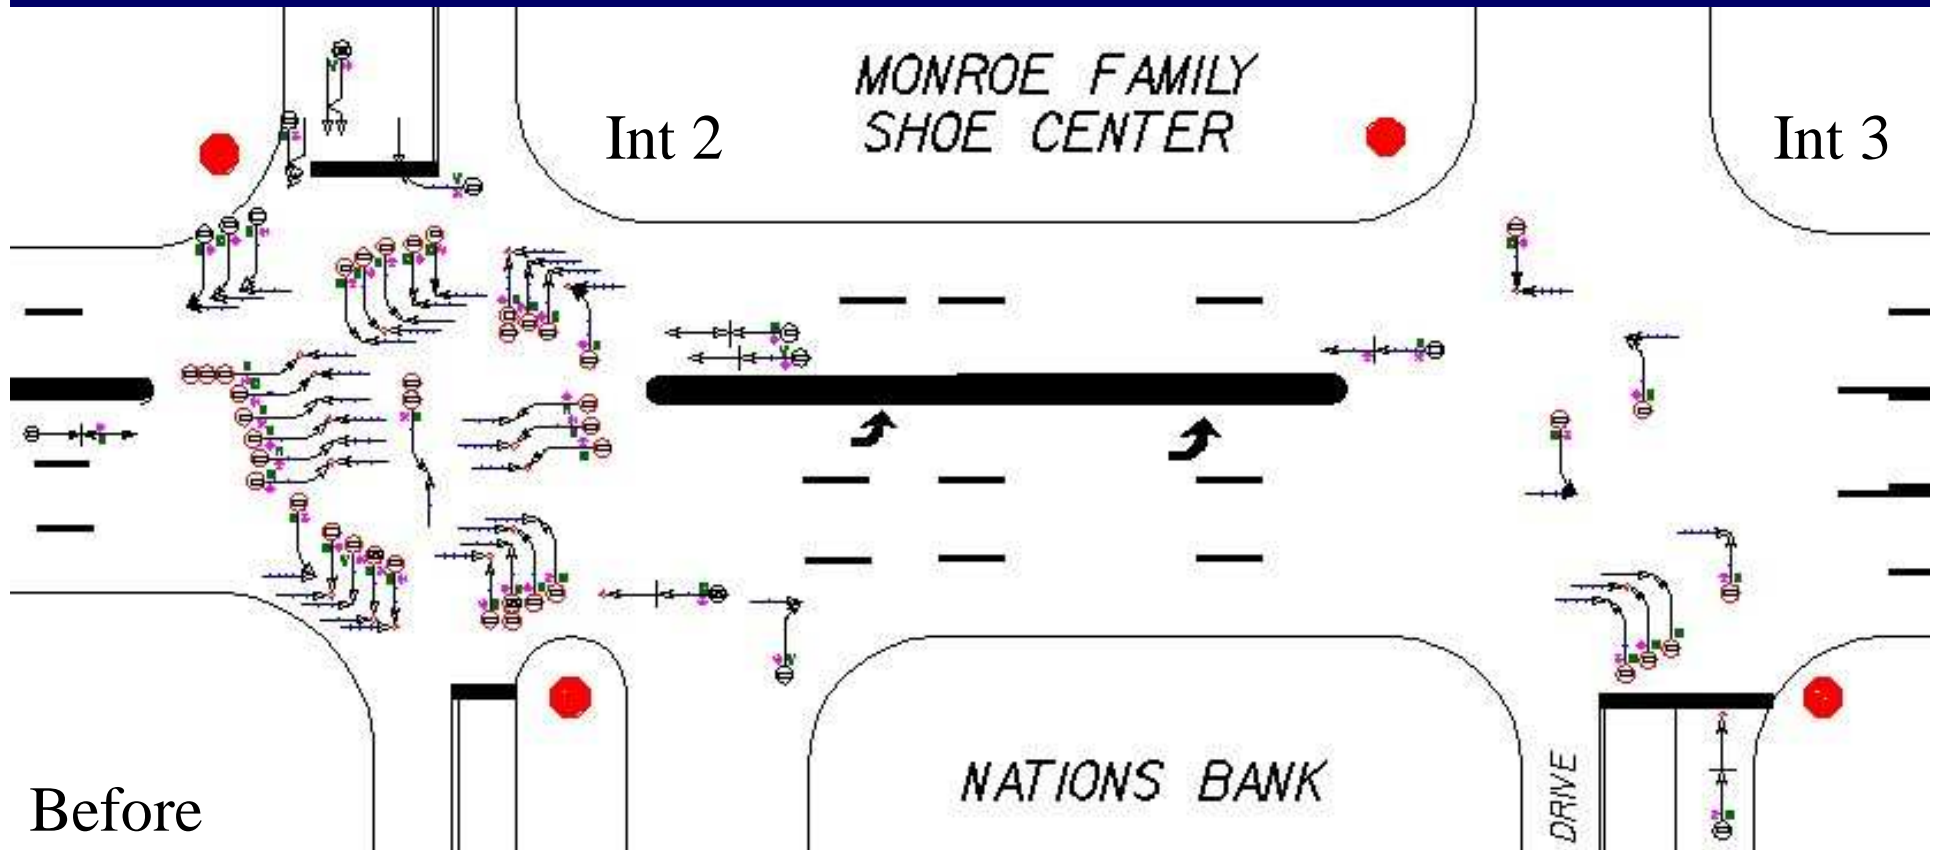 MONROE FAMILY
SHOE CENTER
Int 2
Int 3
NATIONS BANK
DRIVE
Before